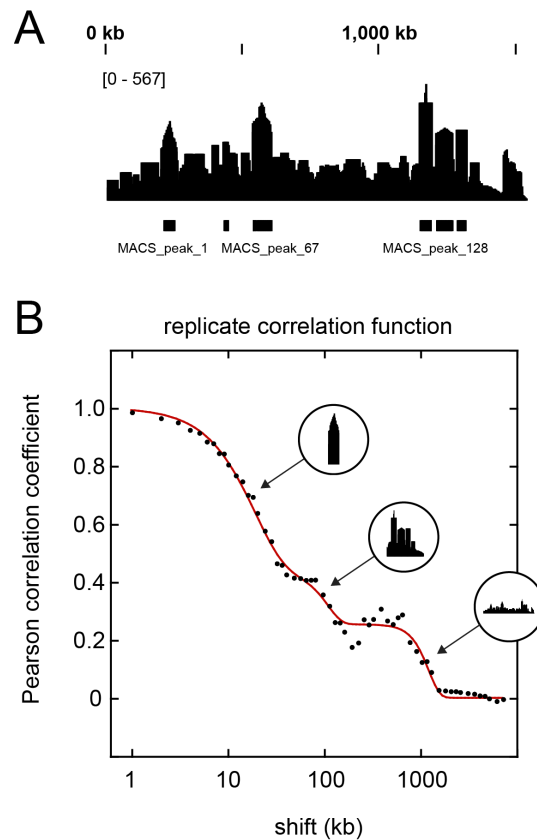 A
0 kb 1,000 kb
[0 - 567]
MACS_peak_1 MACS_peak_67 MACS_peak_128
B
replicate correlation function
Pearson correlation coefficient
1.0
0.8
0.6
0.4
0.2
0
1 10 100 1000
shift (kb)